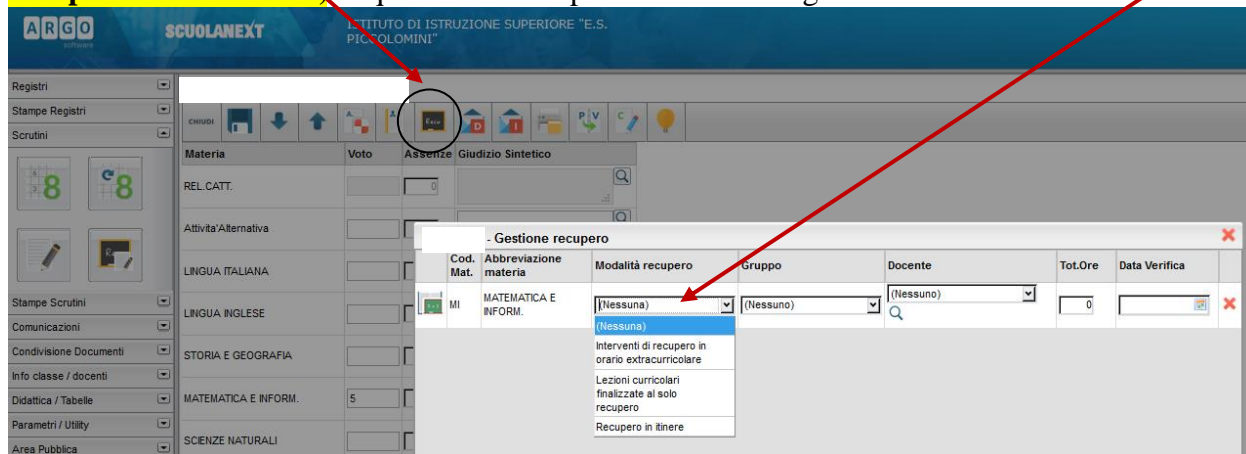 ARGO
software
SCUOLANEXT
ISTITUTO DI ISTRUZIONE SUPERIORE "E.S.
PICCOLOMINI"
Registri
Stampe Registri
Scrutini
8 8
Stampe Scrutini
Comunicazioni
Condivisione Documenti
Info classe / docenti
Didattica / Tabelle
Parametri / Utility
Area Pubblica
CHIUDI
D
I
P V
Materia Voto Assenze Giudizio Sintetico
REL.CATT. 0
Attivita'Alternativa
LINGUA ITALIANA
LINGUA INGLESE
STORIA E GEOGRAFIA
MATEMATICA E INFORM. 5
SCIENZE NATURALI
- Gestione recupero
Cod. Mat. Abbreviazione materia Modalità recupero Gruppo Docente Tot.Ore Data Verifica
MI MATEMATICA E INFORM. (Nessuna) (Nessuno) (Nessuno) 0
(Nessuna)
Interventi di recupero in
orario extracurricolare
Lezioni curricolari
finalizzate al solo
recupero
Recupero in itinere